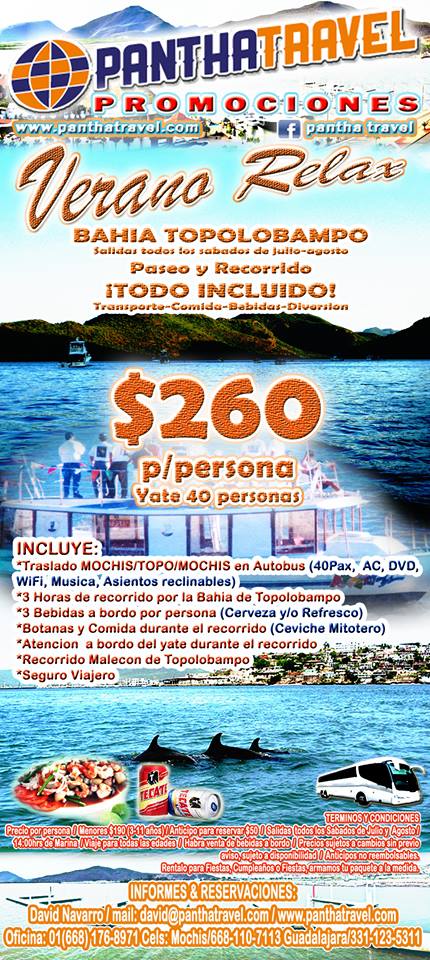 PANTHATRAVEL
PROMOCIONES
www.panthatravel.com f pantha travel
Verano Relax
BAHIA TOPOLOBAMPO
Salidas todos los sabados de julio-agosto
Paseo y Recorrido
¡TODO INCLUIDO!
Transporte-Comida-Bebidas-Diversion
$260
p/persona
Yate 40 personas
INCLUYE:
*Traslado MOCHIS/TOPO/MOCHIS en Autobus (40Pax, AC, DVD,
WiFi, Musica, Asientos reclinables)
*3 Horas de recorrido por la Bahia de Topolobampo
*3 Bebidas a bordo por persona (Cerveza y/o Refresco)
*Botanas y Comida durante el recorrido (Ceviche Mitotero)
*Atencion a bordo del yate durante el recorrido
*Recorrido Malecon de Topolobampo
*Seguro Viajero
TECATE
TERMINOS Y CONDICIONES
Precio por persona / Menores $190 (3-11 años) / Anticipo para reservar $50 / Salidas todos los Sabados de Julio y Agosto /
14:00hrs de Marina / Viaje para todas las edades / Habra venta de bebidas a bordo / Precios sujetos a cambios sin previo
aviso, sujeto a disponibilidad / Anticipos no reembolsables.
Rentalo para Fiestas, Cumpleaños o Fiestas, armamos tu paquete a la medida.
INFORMES & RESERVACIONES:
David Navarro / mail: david@panthatravel.com / www.panthatravel.com
Oficina: 01(668) 176-8971 Cels: Mochis/668-110-7113 Guadalajara/331-123-5311